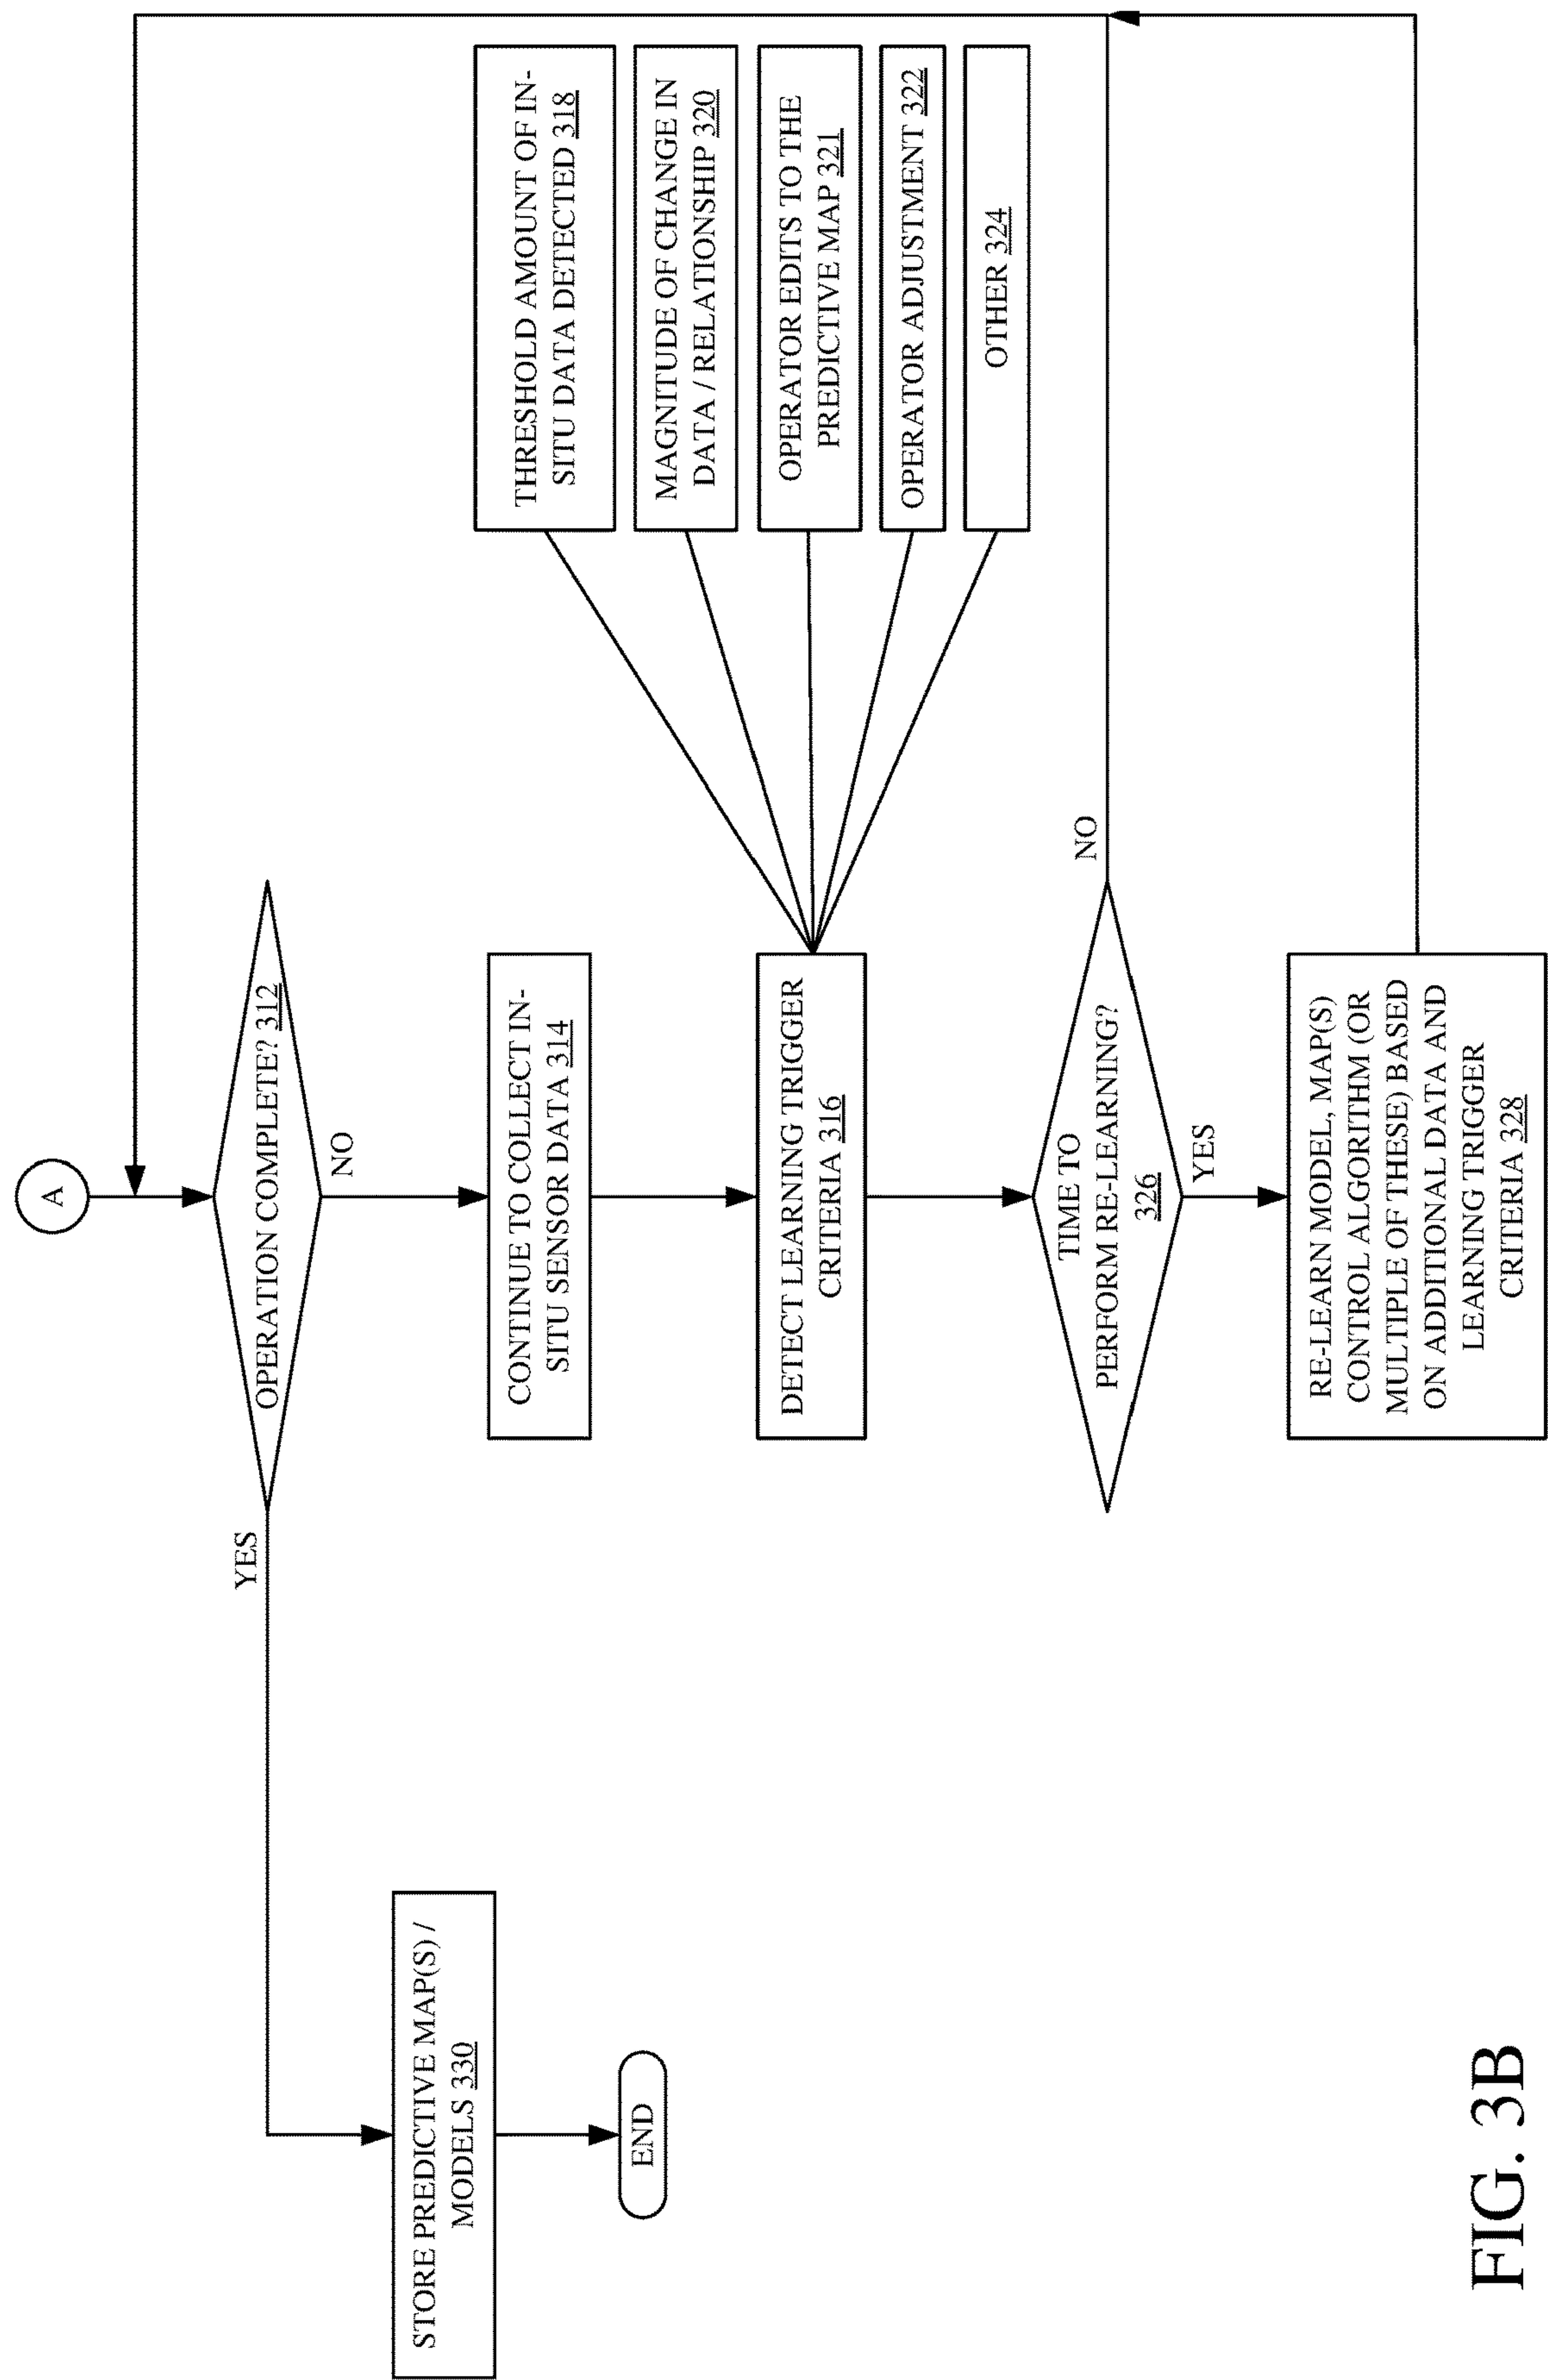 A
OPERATION COMPLETE? 312
YES
NO
STORE PREDICTIVE MAP(S) /
MODELS 330
END
CONTINUE TO COLLECT IN-
SITU SENSOR DATA 314
DETECT LEARNING TRIGGER
CRITERIA 316
THRESHOLD AMOUNT OF IN-
SITU DATA DETECTED 318
MAGNITUDE OF CHANGE IN
DATA / RELATIONSHIP 320
OPERATOR EDITS TO THE
PREDICTIVE MAP 321
OPERATOR ADJUSTMENT 322
OTHER 324
TIME TO
PERFORM RE-LEARNING?
326
NO
YES
RE-LEARN MODEL, MAP(S)
CONTROL ALGORITHM (OR
MULTIPLE OF THESE) BASED
ON ADDITIONAL DATA AND
LEARNING TRIGGER
CRITERIA 328
FIG. 3B